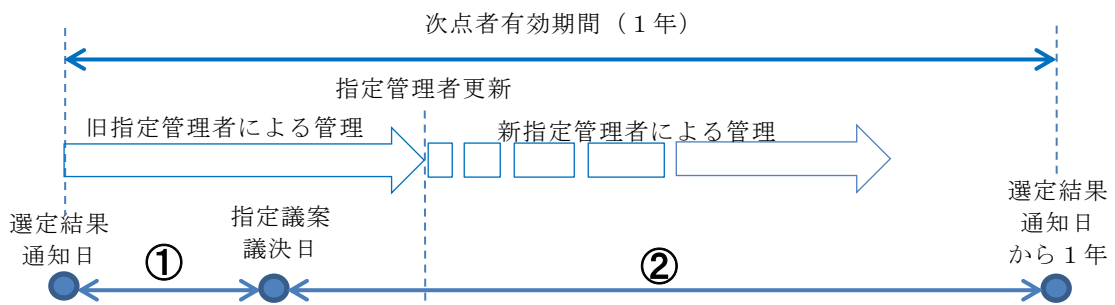 次点者有効期間（１年）
指定管理者更新
旧指定管理者による管理
新指定管理者による管理
選定結果
通知日
指定議案
議決日
選定結果
通知日
から１年
①
②